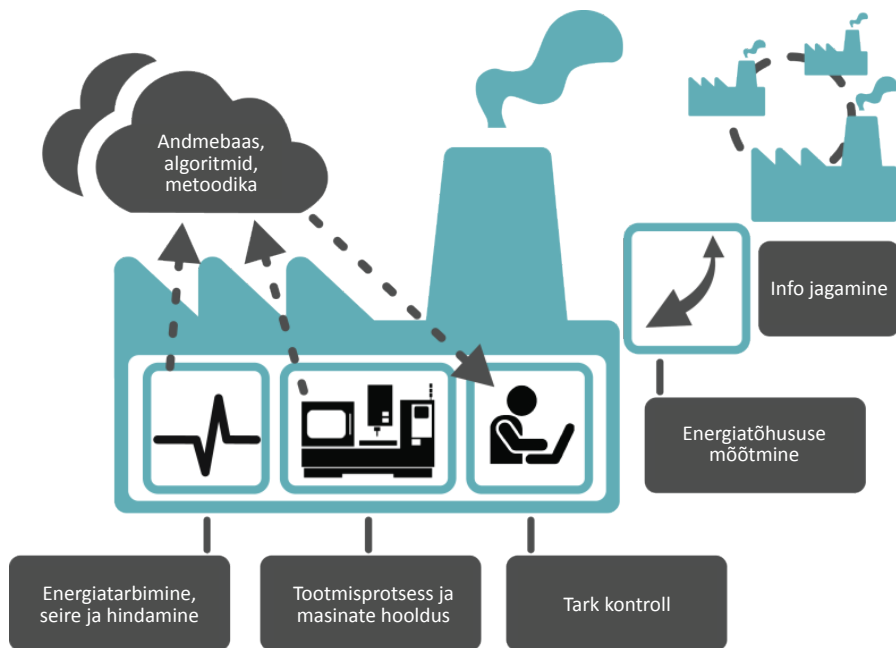 Andmebaas,
algoritmid,
metoodika
Info jagamine
Energiatõhususe
mõõtmine
Energiatarbimine,
seire ja hindamine
Tootmisprotsess ja
masinate hooldus
Tark kontroll